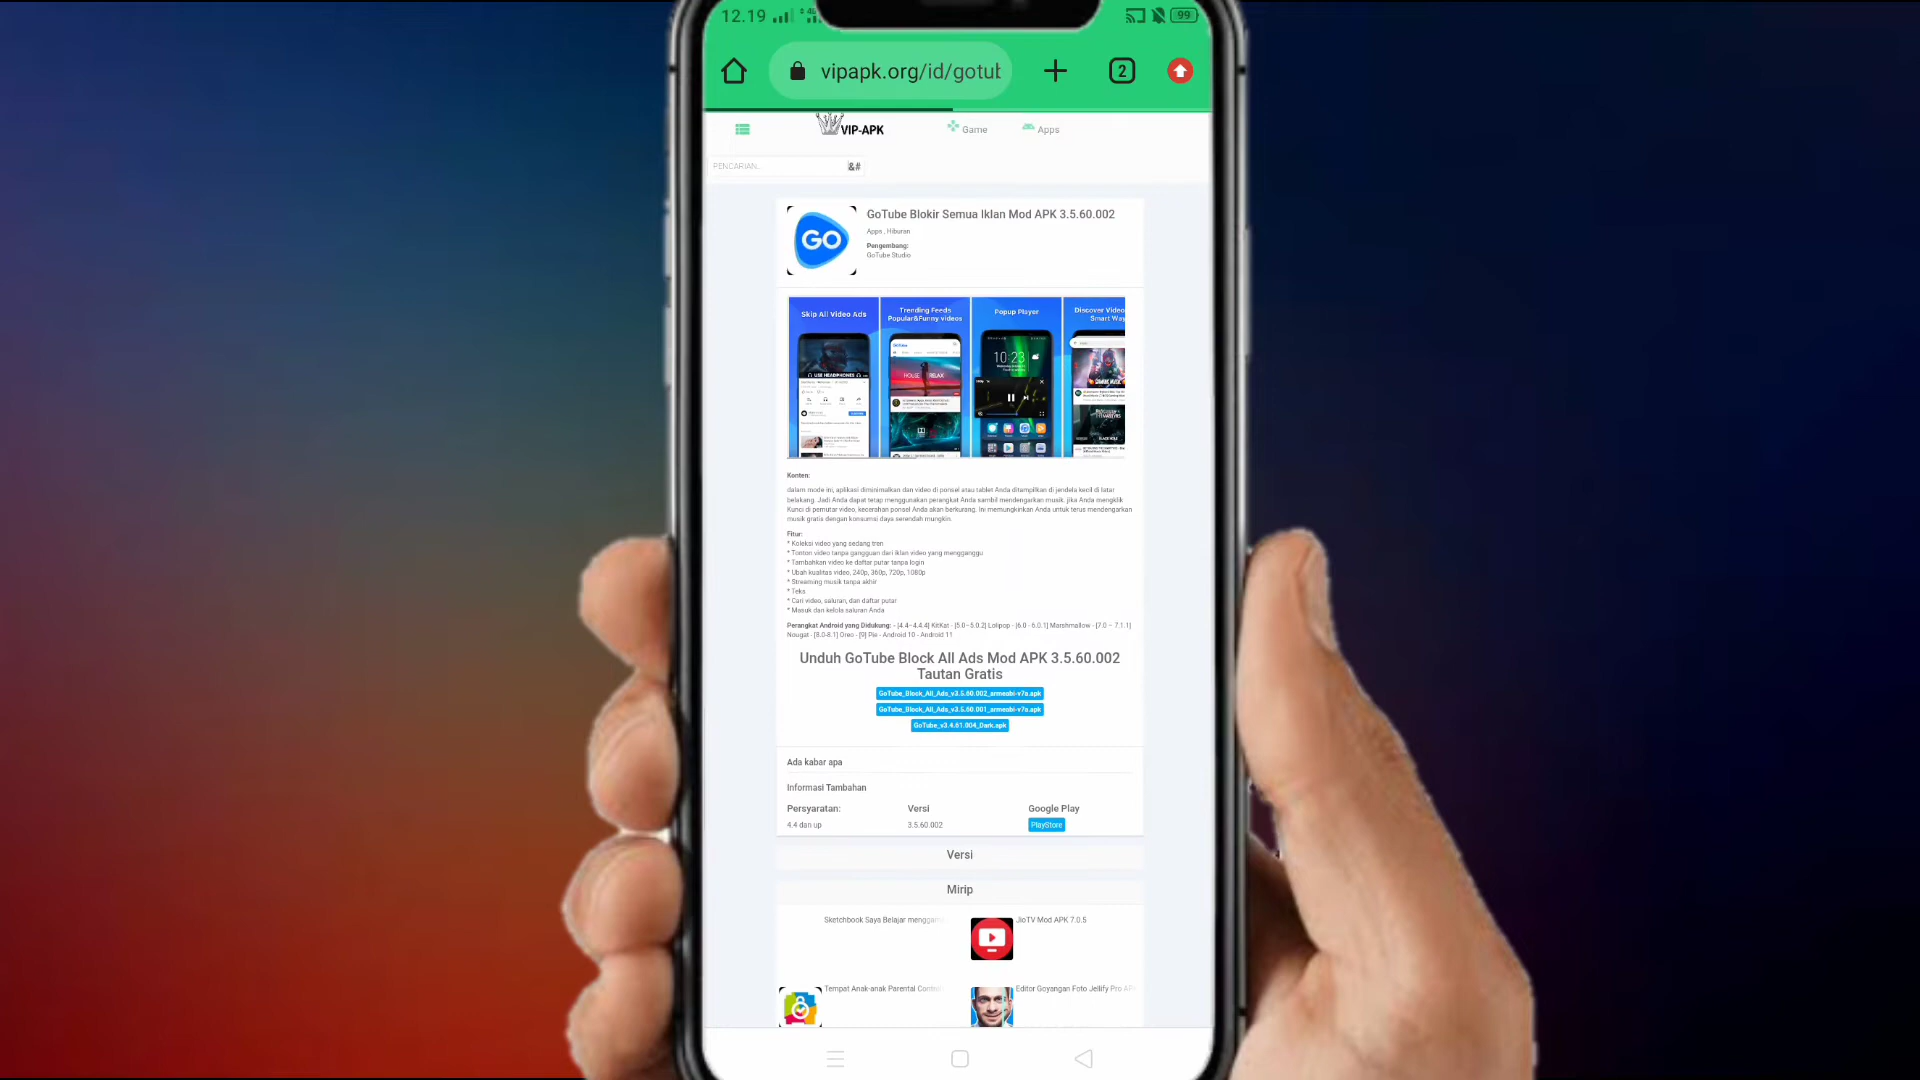 12.19
99
vipapk.org/id/gotub
2
VIP-APK
Game
Apps
PENCARIAN..
&#
GO
GoTube Blokir Semua Iklan Mod APK 3.5.60.002
Apps , Hiburan
Pengembang:
GoTube Studio
Skip All Video Ads
Trending Feeds
Popular&Funny videos
Popup Player
Discover Video
Smart Way
USE HEADPHONES
HOUSE RELAX
10:23
Konten:
dalam mode ini, aplikasi diminimalkan dan video di ponsel atau tablet Anda ditampilkan di jendela kecil di latar
belakang. Jadi Anda dapat tetap menggunakan perangkat Anda sambil mendengarkan musik. jika Anda mengklik
Kunci di pemutar video, kecerahan ponsel Anda akan berkurang. Ini memungkinkan Anda untuk terus mendengarkan
musik gratis dengan konsumsi daya serendah mungkin.
Fitur:
* Koleksi video yang sedang tren
* Tonton video tanpa gangguan dari iklan video yang mengganggu
* Tambahkan video ke daftar putar tanpa login
* Ubah kualitas video, 240p, 360p, 720p, 1080p
* Streaming musik tanpa akhir
* Teks
* Cari video, saluran, dan daftar putar
* Masuk dan kelola saluran Anda
Perangkat Android yang Didukung: - [4.4–4.4.4] KitKat - [5.0–5.0.2] Lolipop - [6.0 - 6.0.1] Marshmallow - [7.0 – 7.1.1]
Nougat - [8.0-8.1] Oreo - [9] Pie - Android 10 - Android 11
Unduh GoTube Block All Ads Mod APK 3.5.60.002
Tautan Gratis
GoTube_Block_All_Ads_v3.5.60.002_armeabi-v7a.apk
GoTube_Block_All_Ads_v3.5.60.001_armeabi-v7a.apk
GoTube_v3.4.61.004_Dark.apk
Ada kabar apa
Informasi Tambahan
Persyaratan:
Versi
Google Play
4.4 dan up
3.5.60.002
PlayStore
Versi
Mirip
Sketchbook Saya Belajar menggam
JioTV Mod APK 7.0.5
Tempat Anak-anak Parental Contro
Editor Goyangan Foto Jellify Pro AP